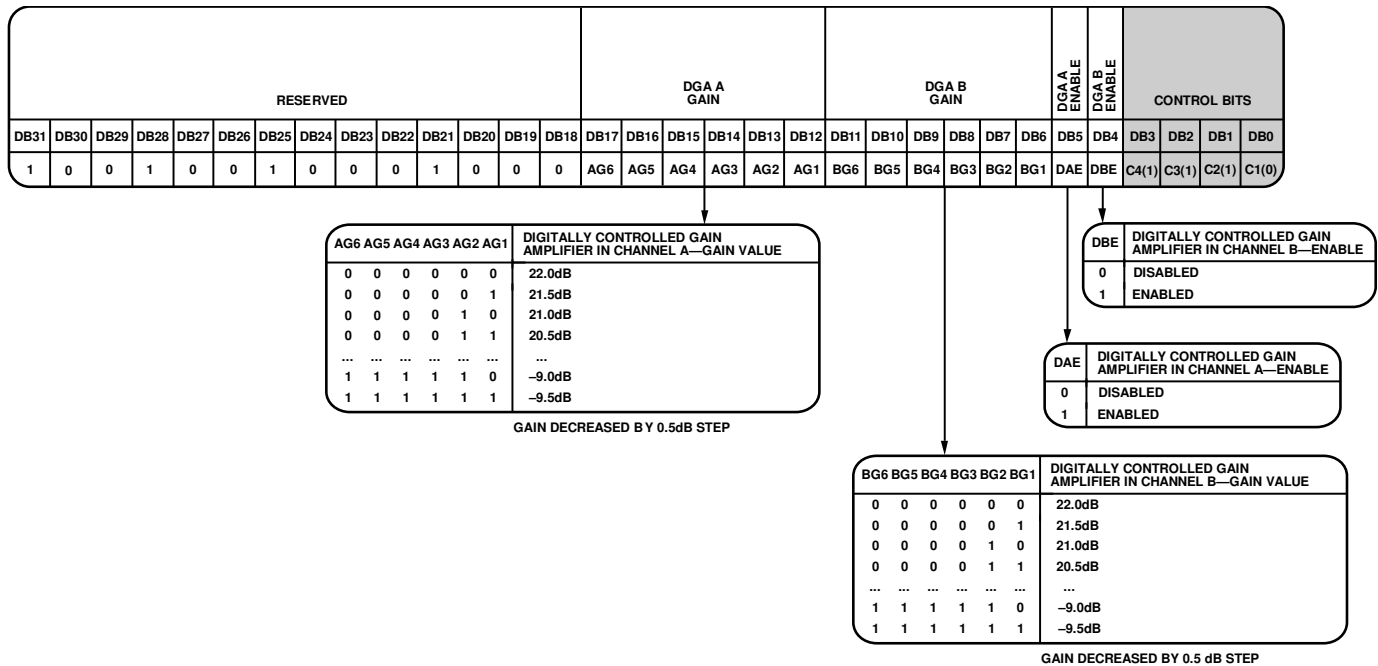 RESERVED
DGA A
GAIN
DGA B
GAIN
DGA A
ENABLE
DGA B
ENABLE
CONTROL BITS
DB31 DB30 DB29 DB28 DB27 DB26 DB25 DB24 DB23 DB22 DB21 DB20 DB19 DB18 DB17 DB16 DB15 DB14 DB13 DB12 DB11 DB10 DB9 DB8 DB7 DB6 DB5 DB4 DB3 DB2 DB1 DB0
1 0 0 1 0 0 1 0 0 0 1 0 0 0 AG6 AG5 AG4 AG3 AG2 AG1 BG6 BG5 BG4 BG3 BG2 BG1 DAE DBE C4(1) C3(1) C2(1) C1(0)
AG6 AG5 AG4 AG3 AG2 AG1 DIGITALLY CONTROLLED GAIN
AMPLIFIER IN CHANNEL A—GAIN VALUE
0 0 0 0 0 0 22.0dB
0 0 0 0 0 1 21.5dB
0 0 0 0 1 0 21.0dB
0 0 0 0 1 1 20.5dB
... ... ... ... ... ... ...
1 1 1 1 1 0 –9.0dB
1 1 1 1 1 1 –9.5dB
GAIN DECREASED BY 0.5dB STEP
DBE DIGITALLY CONTROLLED GAIN
AMPLIFIER IN CHANNEL B—ENABLE
0 DISABLED
1 ENABLED
DAE DIGITALLY CONTROLLED GAIN
AMPLIFIER IN CHANNEL A—ENABLE
0 DISABLED
1 ENABLED
BG6 BG5 BG4 BG3 BG2 BG1 DIGITALLY CONTROLLED GAIN
AMPLIFIER IN CHANNEL B—GAIN VALUE
0 0 0 0 0 0 22.0dB
0 0 0 0 0 1 21.5dB
0 0 0 0 1 0 21.0dB
0 0 0 0 1 1 20.5dB
... ... ... ... ... ... ...
1 1 1 1 1 0 –9.0dB
1 1 1 1 1 1 –9.5dB
GAIN DECREASED BY 0.5 dB STEP